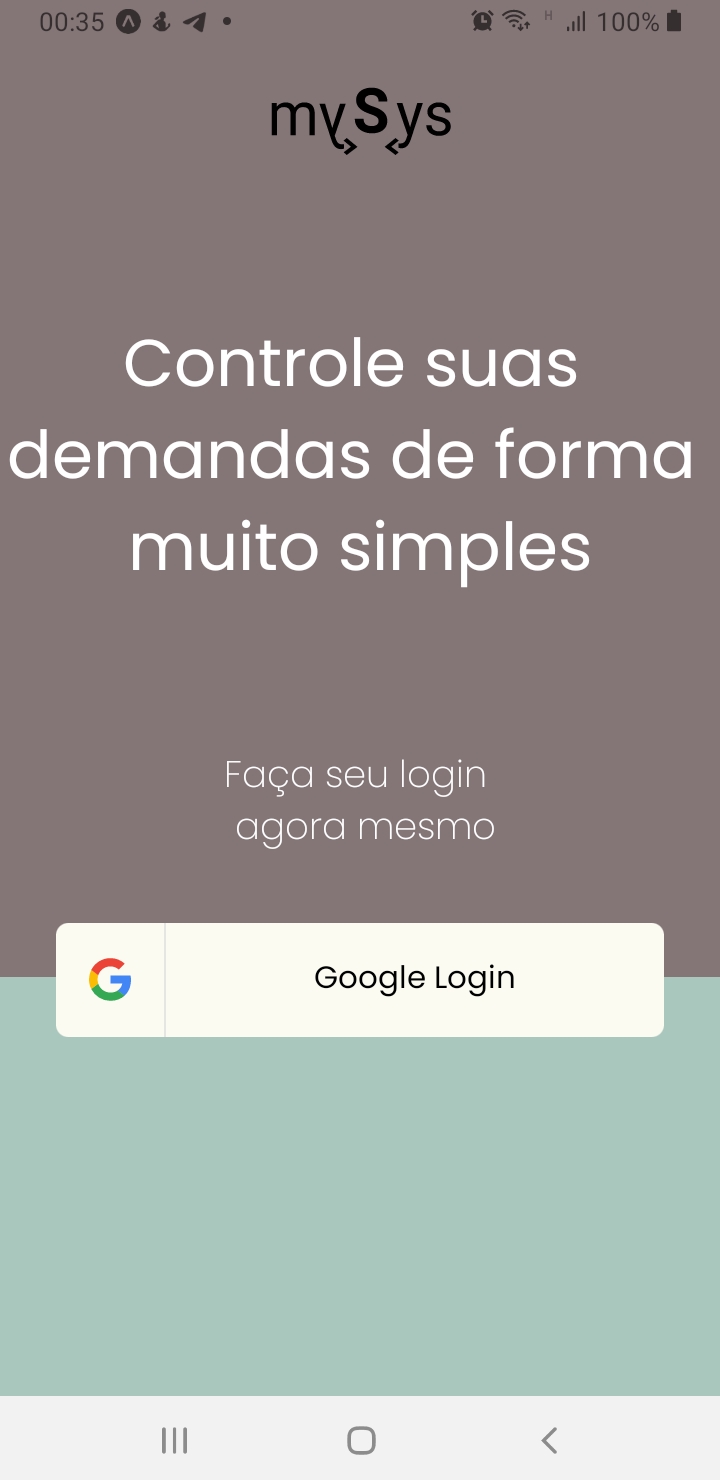 00:35 H 100%
mySys
Controle suas
demandas de forma
muito simples
Faça seu login
agora mesmo
Google Login